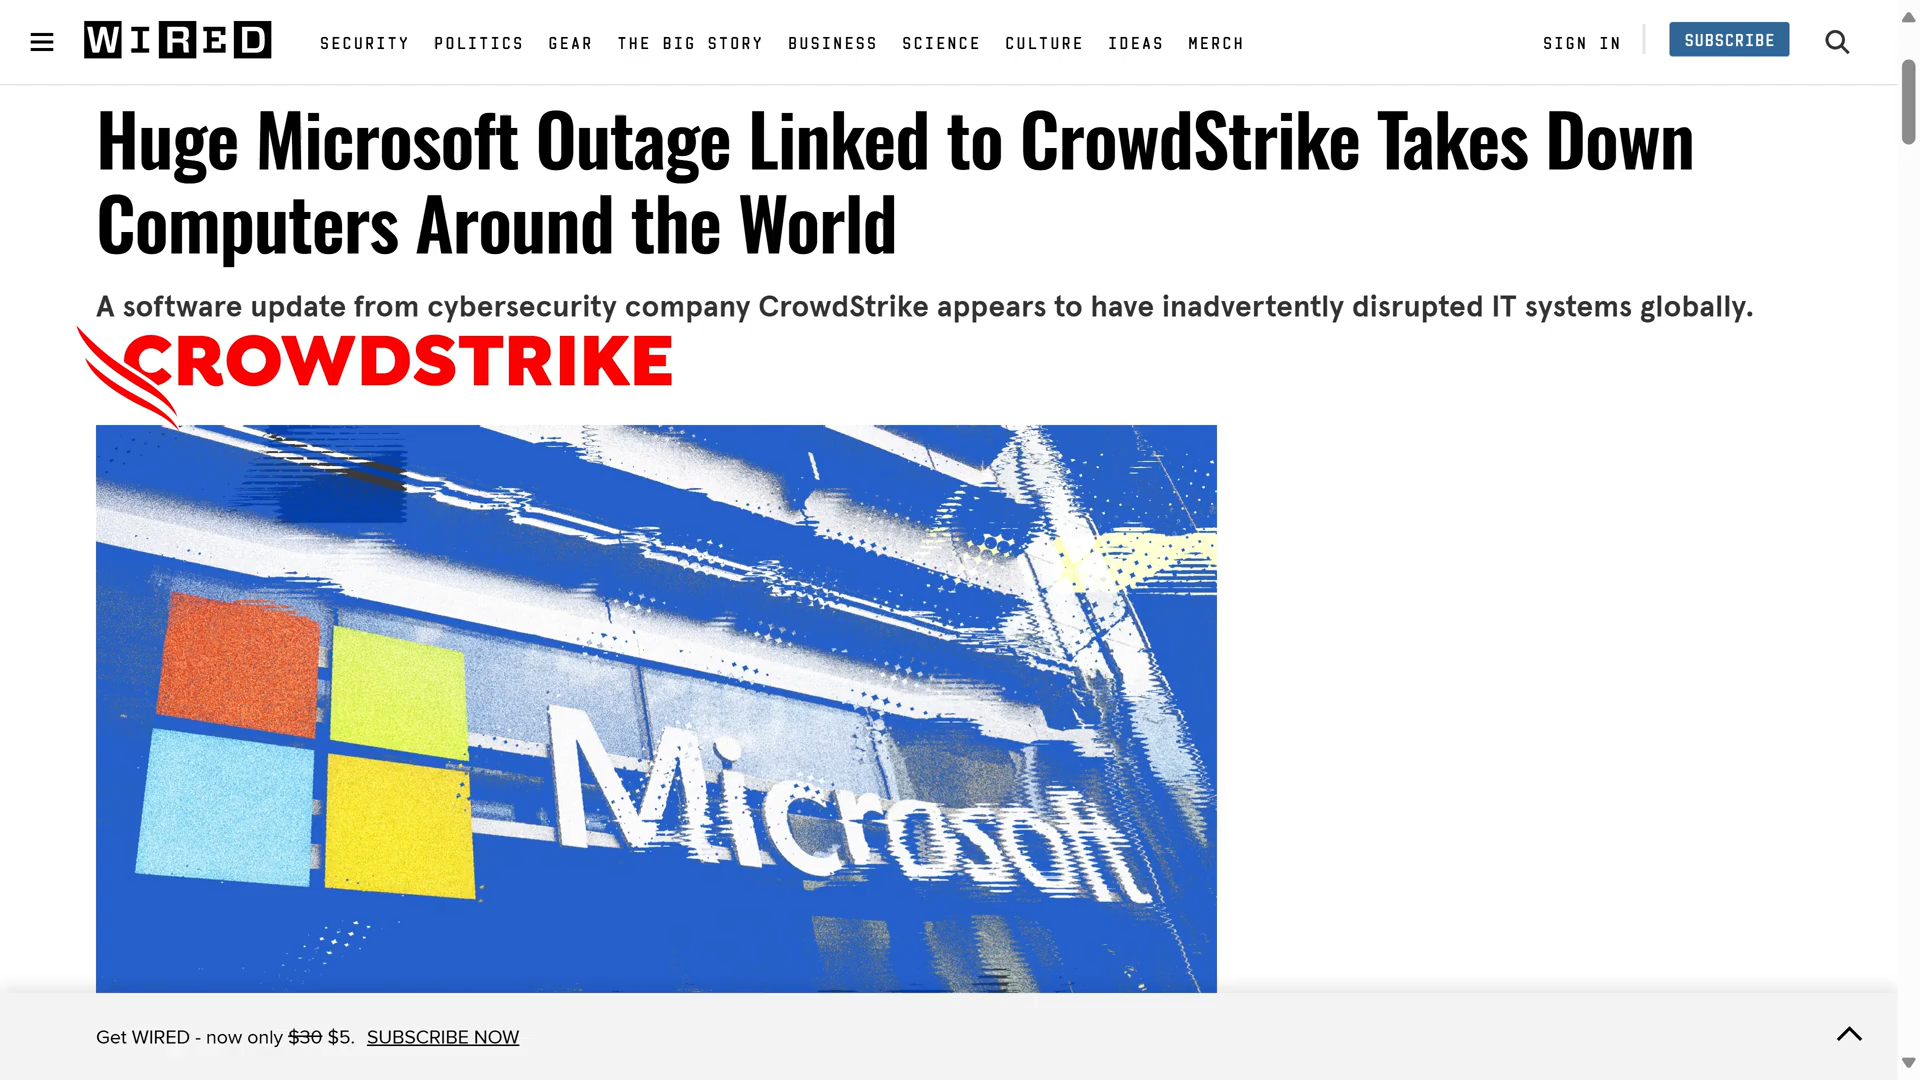 WIRED
SECURITY POLITICS GEAR THE BIG STORY BUSINESS SCIENCE CULTURE IDEAS MERCH
SIGN IN
SUBSCRIBE
Huge Microsoft Outage Linked to CrowdStrike Takes Down
Computers Around the World
A software update from cybersecurity company CrowdStrike appears to have inadvertently disrupted IT systems globally.
CROWDSTRIKE
Microsoft
Get WIRED - now only $30 $5. SUBSCRIBE NOW